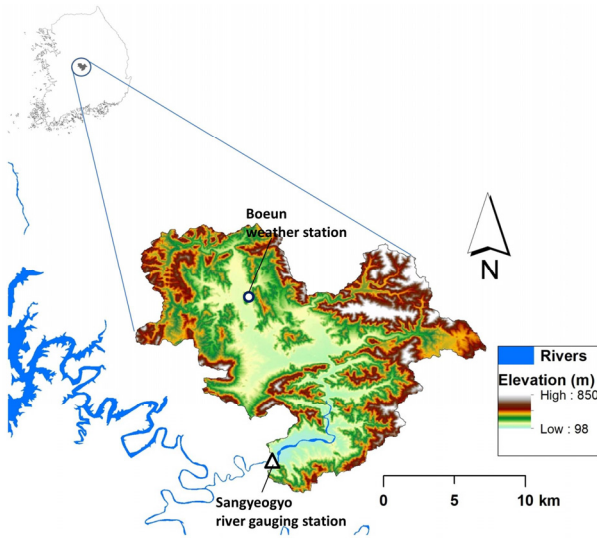 Boeun
weather station
N
Rivers
Elevation (m)
High : 850
Low : 98
Sangyeogyo
river gauging station
0 5 10 km